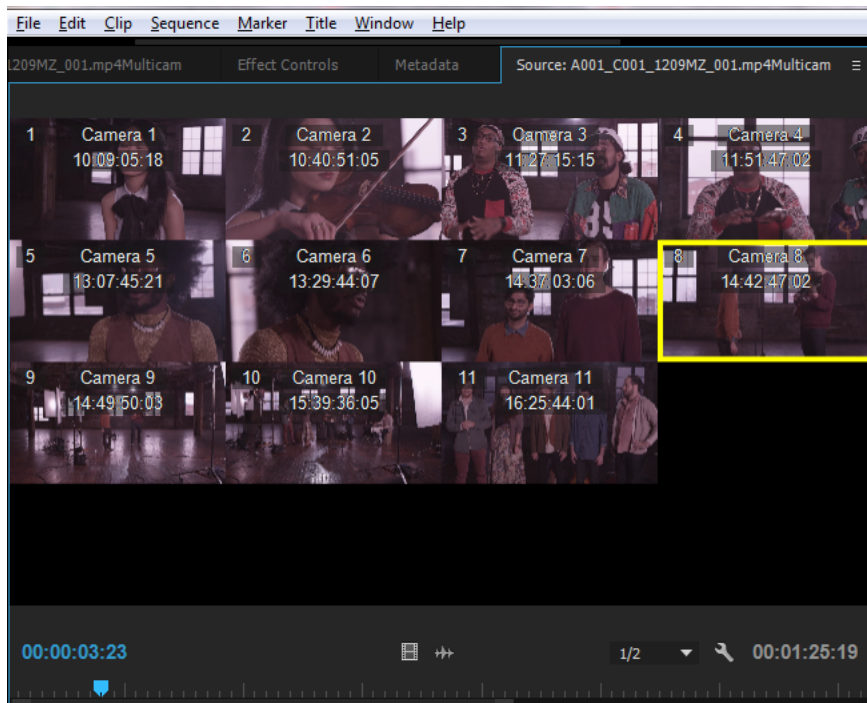 File Edit Clip Sequence Marker Title Window Help
1209MZ_001.mp4Multicam Effect Controls Metadata Source: A001_C001_1209MZ_001.mp4Multicam
1 Camera 1 2 Camera 2 3 Camera 3 4 Camera 4
10:09:05:18 10:40:51:05 11:27:15:15 11:51:47:02
5 Camera 5 6 Camera 6 7 Camera 7 8 Camera 8
13:07:45:21 13:29:44:07 14:37:03:06 14:42:47:02
9 Camera 9 10 Camera 10 11 Camera 11
14:49:50:03 15:39:36:05 16:25:44:01
00:00:03:23 1/2 00:01:25:19